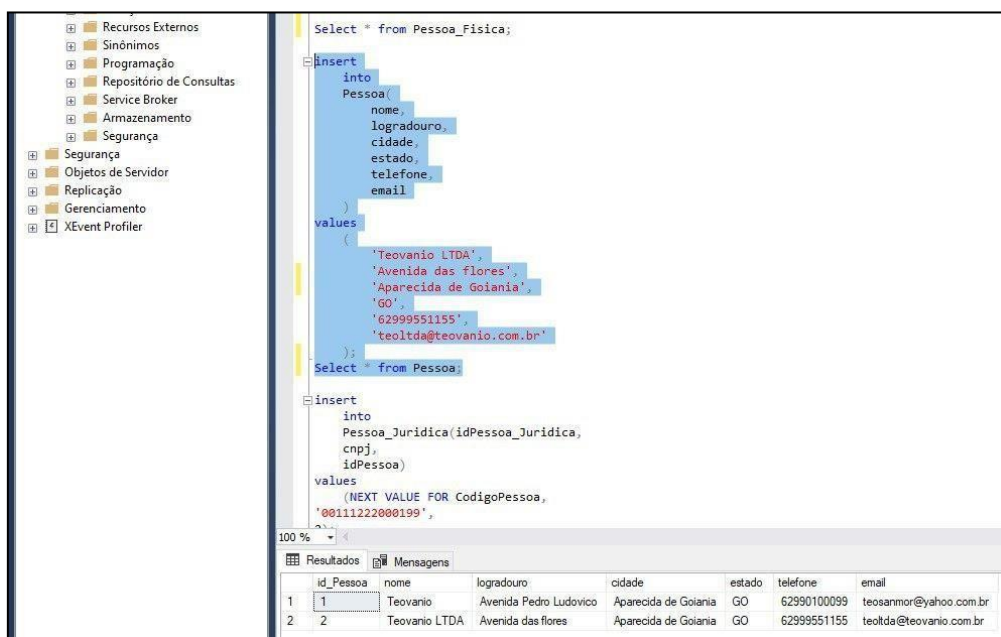 Recursos Externos
Sinônimos
Programação
Repositório de Consultas
Service Broker
Armazenamento
Segurança
Segurança
Objetos de Servidor
Replicação
Gerenciamento
XEvent Profiler
Select * from Pessoa_Fisica;
insert
into
Pessoa(
nome,
logradouro,
cidade,
estado,
telefone,
email
)
values
(
'Teovanio LTDA',
'Avenida das flores',
'Aparecida de Goiania',
'GO',
'62999551155',
'teoltda@teovanio.com.br'
);
Select * from Pessoa;
insert
into
Pessoa_Juridica(idPessoa_Juridica,
cnpj,
idPessoa)
values
(NEXT VALUE FOR CodigoPessoa,
'00111222000199',
100 %
Resultados Mensagens
id_Pessoa nome logradouro cidade estado telefone email
1 1 Teovanio Avenida Pedro Ludovico Aparecida de Goiania GO 62990100099 teosanmor@yahoo.com.br
2 2 Teovanio LTDA Avenida das flores Aparecida de Goiania GO 62999551155 teoltda@teovanio.com.br